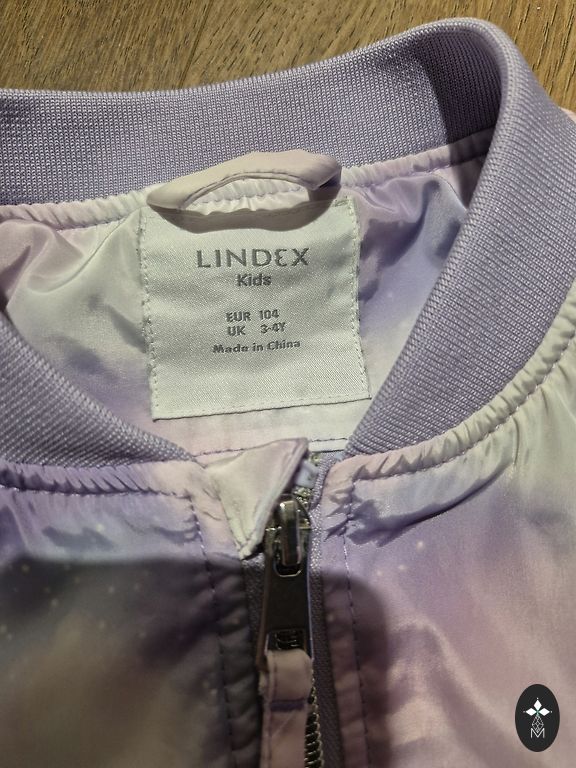 LINDEX
Kids
EUR 104
UK 3-4Y
Made in China
M